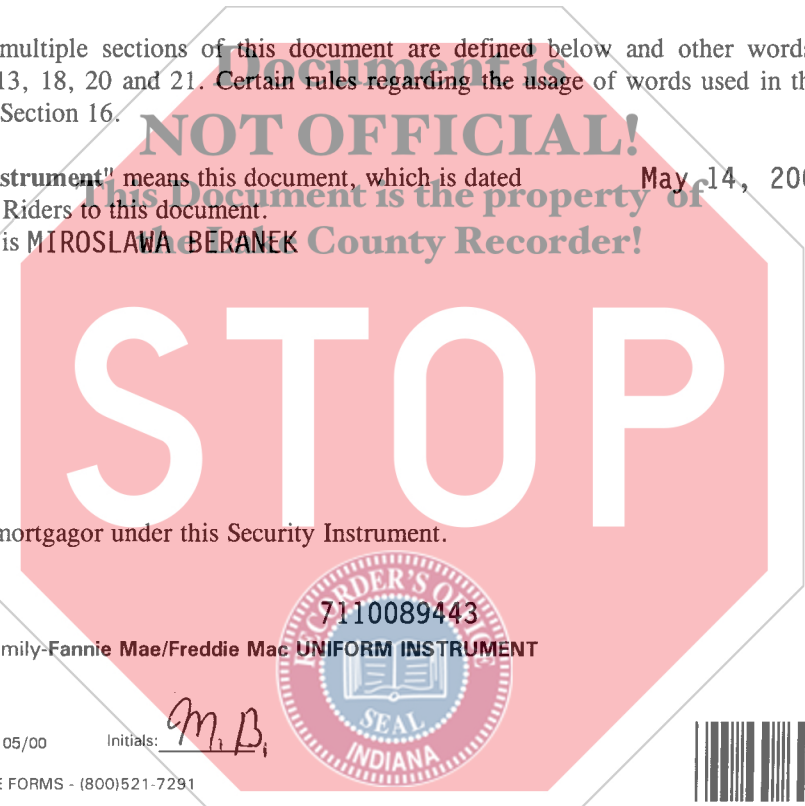 multiple sections of this document are defined below and other words
Document is
13, 18, 20 and 21. Certain rules regarding the usage of words used in th
Section 16.
NOT OFFICIAL!
strument" means this document, which is dated May 14, 200
This Document is the property of
Riders to this document.
is MIROSLAWA BERANEK
the Lake County Recorder!
STOP
mortgagor under this Security Instrument.
RECORDER'S OFFICE
7110089443
mily-Fannie Mae/Freddie Mac UNIFORM INSTRUMENT
SEAL
INDIANA
05/00 Initials: M. B.
E FORMS - (800)521-7291